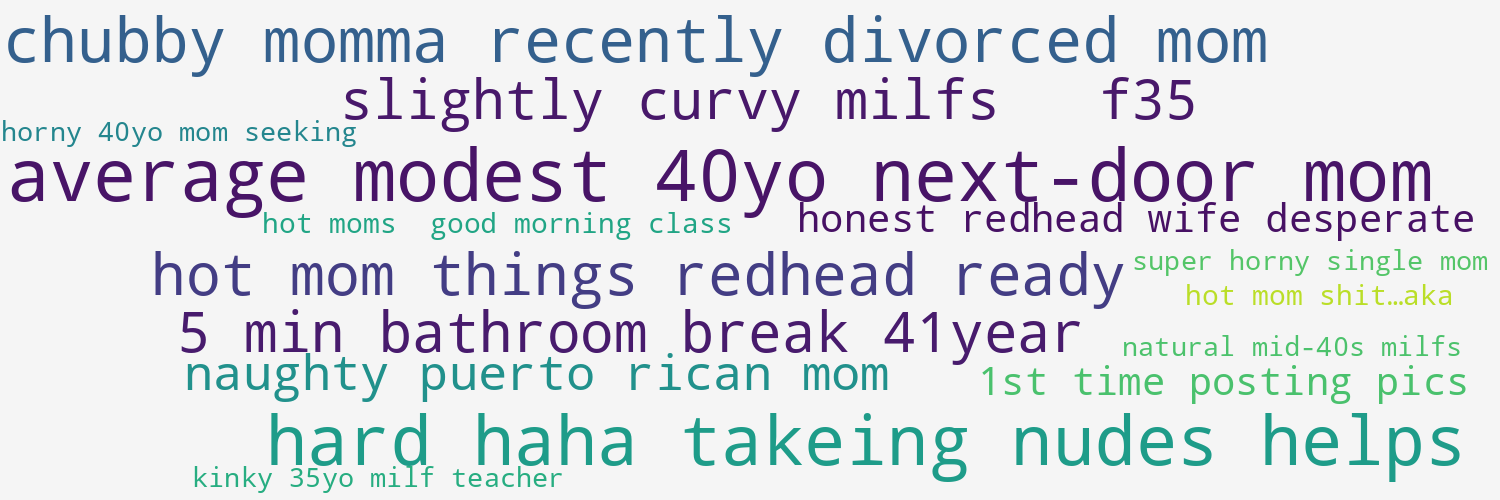 chubby momma recently divorced mom
slightly curvy milfs f35
horny 40yo mom seeking
average modest 40yo next-door mom
hot moms good morning class
honest redhead wife desperate
hot mom things redhead ready
super horny single mom
hot mom shit…aka
5 min bathroom break 41year
natural mid-40s milfs
naughty puerto rican mom
1st time posting pics
hard haha takeing nudes helps
kinky 35yo milf teacher